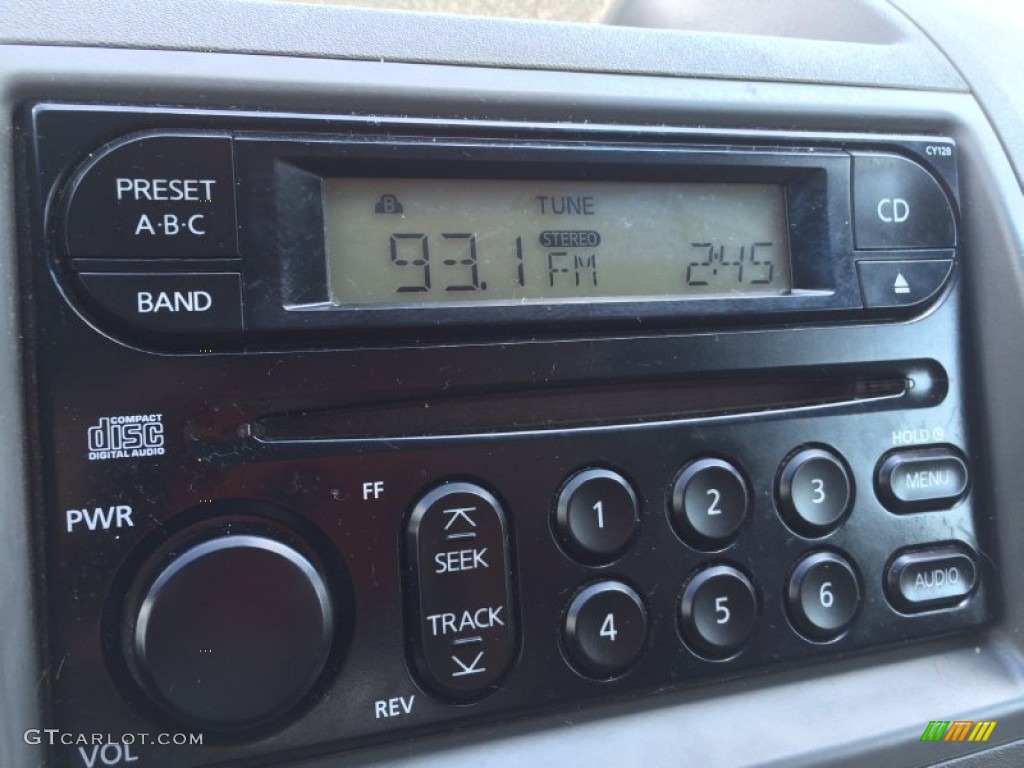 CY12B
PRESET
A·B·C
B
TUNE
CD
93.1
STEREO
FM
2:45
BAND
COMPACT
disc
DIGITAL AUDIO
HOLD
MENU
PWR
FF
SEEK
1
2
3
TRACK
4
5
6
AUDIO
REV
VOL
GTCARLOT.COM